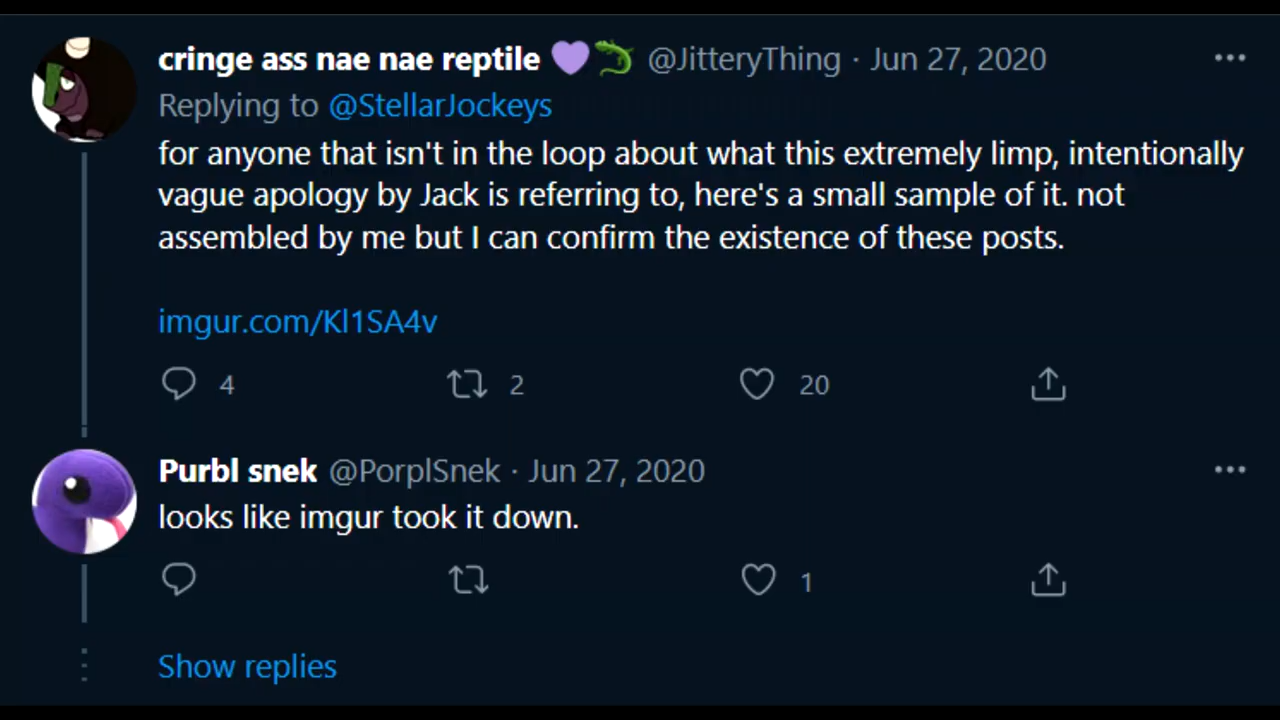 cringe ass nae nae reptile 💜🦎 @JitteryThing · Jun 27, 2020
Replying to @StellarJockeys
for anyone that isn't in the loop about what this extremely limp, intentionally
vague apology by Jack is referring to, here's a small sample of it. not
assembled by me but I can confirm the existence of these posts.
imgur.com/Kl1SA4v
4 2 20
Purbl snek @PorplSnek · Jun 27, 2020
looks like imgur took it down.
1
Show replies